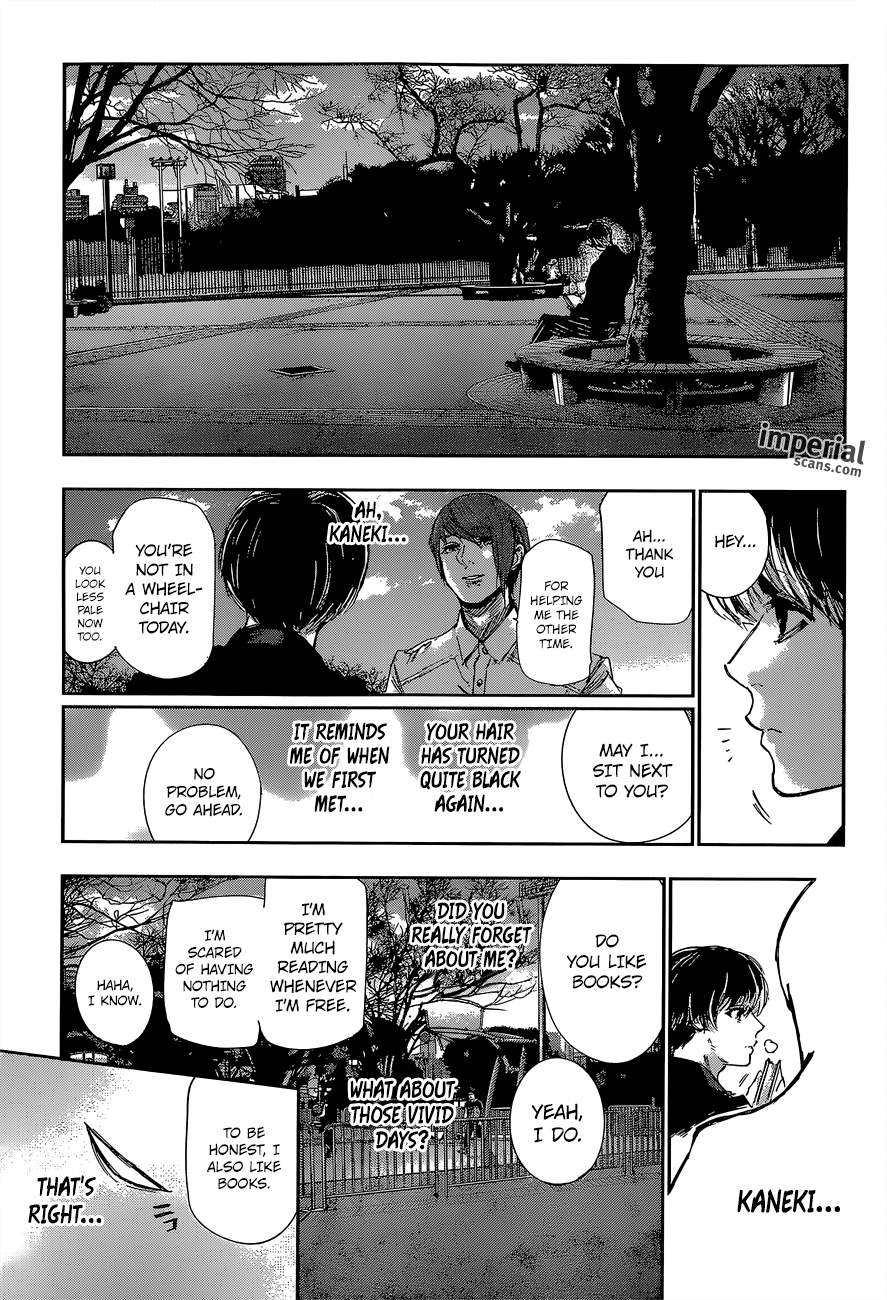 imperial
scans.com
HEY...
AH...
THANK
YOU
FOR
HELPING
ME THE
OTHER
TIME.
AH,
KANEKI...
YOU'RE
NOT IN
A WHEEL-
CHAIR
TODAY.
YOU
LOOK
LESS
PALE
NOW
TOO.
MAY I...
SIT NEXT
TO YOU?
YOUR HAIR
HAS TURNED
QUITE BLACK
AGAIN...
IT REMINDS
ME OF WHEN
WE FIRST
MET...
NO
PROBLEM,
GO AHEAD.
KANEKI...
DO
YOU LIKE
BOOKS?
YEAH,
I DO.
DID YOU
REALLY FORGET
ABOUT ME?
WHAT ABOUT
THOSE VIVID
DAYS?
I'M
PRETTY
MUCH
READING
WHENEVER
I'M FREE.
I'M
SCARED
OF HAVING
NOTHING
TO DO.
HAHA,
I KNOW.
TO BE
HONEST, I
ALSO LIKE
BOOKS.
THAT'S
RIGHT...